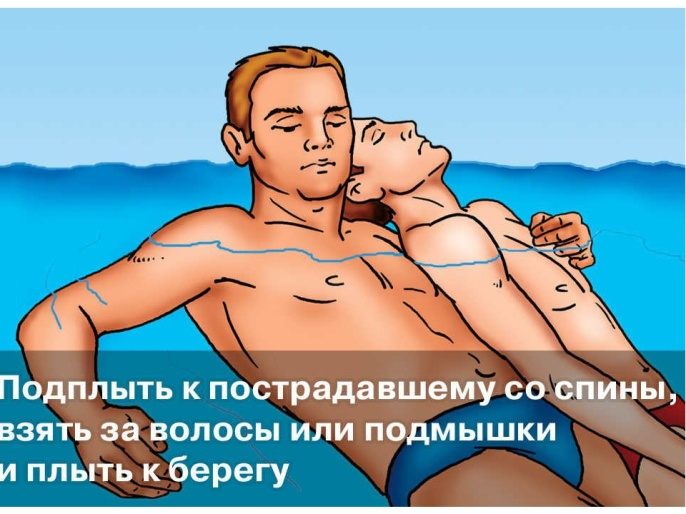 Подплыть к пострадавшему со спины,
взять за волосы или подмышки
и плыть к берегу